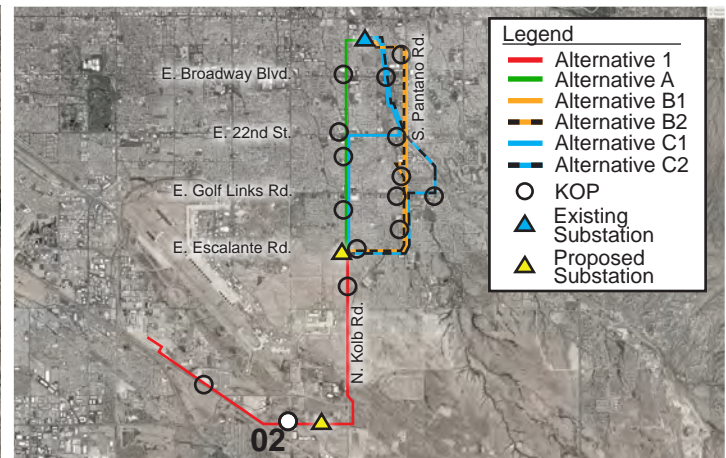 E. Broadway Blvd.
E. 22nd St.
E. Golf Links Rd.
E. Escalante Rd.
S. Pantano Rd.
N. Kolb Rd.
02
Legend
Alternative 1
Alternative A
Alternative B1
Alternative B2
Alternative C1
Alternative C2
KOP
Existing
Substation
Proposed
Substation